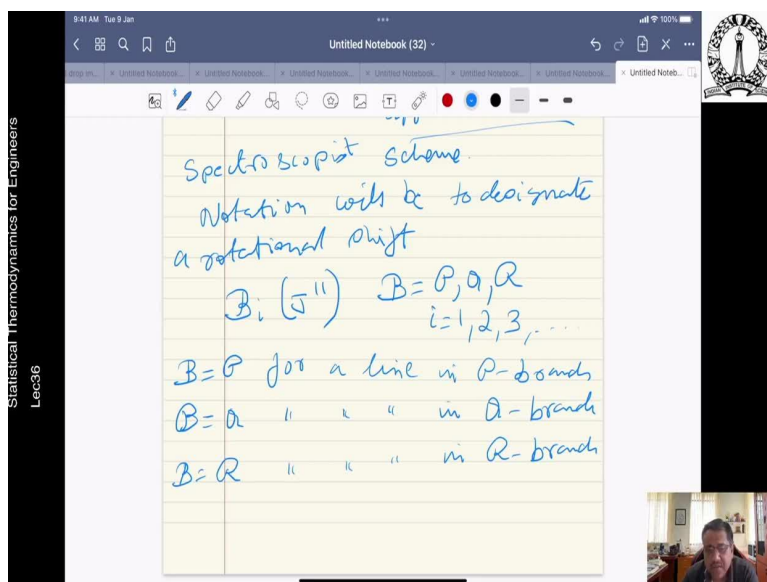 9:41 AM Tue 9 Jan
100%
Untitled Notebook (32)
Untitled Notebook... Untitled Notebook... Untitled Notebook... Untitled Notebook... Untitled Notebook... Untitled Notebook... Untitled Noteb...
Spectroscopist scheme.
Notation will be to designate
a rotational shift
Bi (J'') B = P, Q, R
i = 1, 2, 3, ....
B = P for a line in P-branch
B = Q " " " in Q-branch
B = R " " " in R-branch
Statistical Thermodynamics for Engineers
Lec36